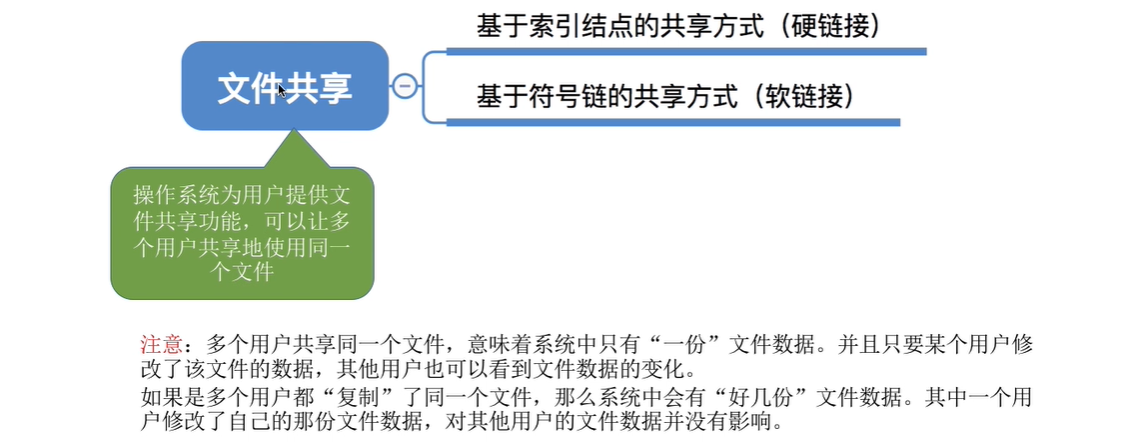 基于索引结点的共享方式（硬链接）
文件共享
基于符号链的共享方式（软链接）
操作系统为用户提供文
件共享功能，可以让多
个用户共享地使用同一
个文件
注意：多个用户共享同一个文件，意味着系统中只有“一份”文件数据。并且只要某个用户修
改了该文件的数据，其他用户也可以看到文件数据的变化。
如果是多个用户都“复制”了同一个文件，那么系统中会有“好几份”文件数据。其中一个用
户修改了自己的那份文件数据，对其他用户的文件数据并没有影响。